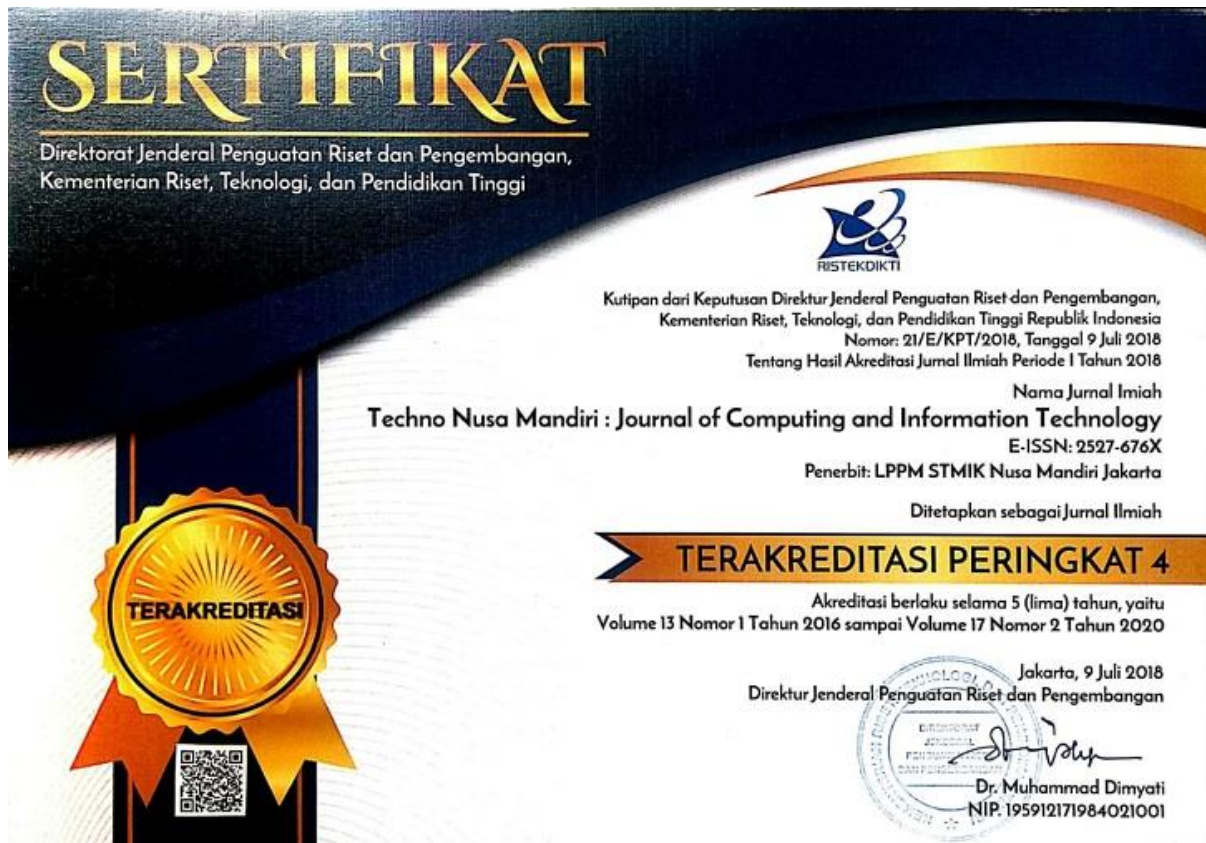 SERTIFIKAT
Direktorat Jenderal Penguatan Riset dan Pengembangan,
Kementerian Riset, Teknologi, dan Pendidikan Tinggi
RISTEKDIKTI
Kutipan dari Keputusan Direktur Jenderal Penguatan Riset dan Pengembangan,
Kementerian Riset, Teknologi, dan Pendidikan Tinggi Republik Indonesia
Nomor: 21/E/KPT/2018, Tanggal 9 Juli 2018
Tentang Hasil Akreditasi Jurnal Ilmiah Periode I Tahun 2018
Nama Jurnal Imiah
Techno Nusa Mandiri : Journal of Computing and Information Technology
E-ISSN: 2527-676X
Penerbit: LPPM STMIK Nusa Mandiri Jakarta
Ditetapkan sebagai Jurnal Ilmiah
TERAKREDITASI PERINGKAT 4
TERAKREDITASI
Akreditasi berlaku selama 5 (lima) tahun, yaitu
Volume 13 Nomor 1 Tahun 2016 sampai Volume 17 Nomor 2 Tahun 2020
Jakarta, 9 Juli 2018
Direktur Jenderal Penguatan Riset dan Pengembangan
DIREKTORAT
JENDERAL
DAN PENGEMBANGAN
Dr. Muhammad Dimyati
NIP. 195912171984021001